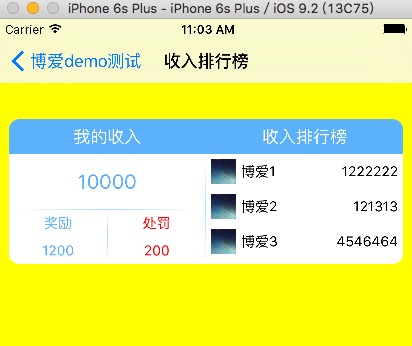 iPhone 6s Plus - iPhone 6s Plus / iOS 9.2 (13C75)
Carrier 11:03 AM
博爱demo测试 收入排行榜
我的收入 收入排行榜
10000
奖励 处罚
1200 200
博爱1 1222222
博爱2 121313
博爱3 4546464